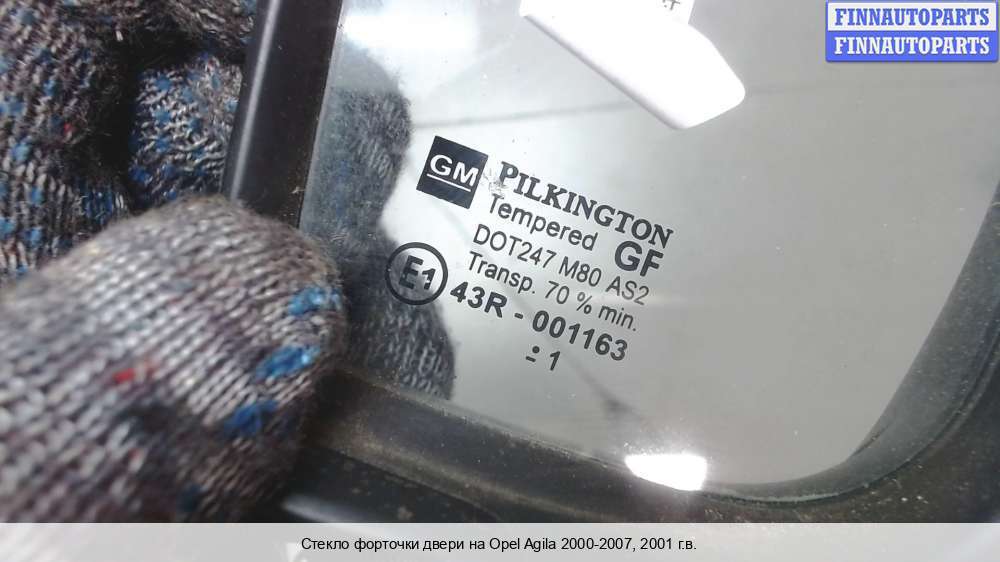 FINNAUTOPARTS
FINNAUTOPARTS
GM
PILKINGTON
Tempered GF
DOT247 M80 AS2
Transp. 70 % min.
E1 43R - 001163
1
Стекло форточки двери на Opel Agila 2000-2007, 2001 г.в.